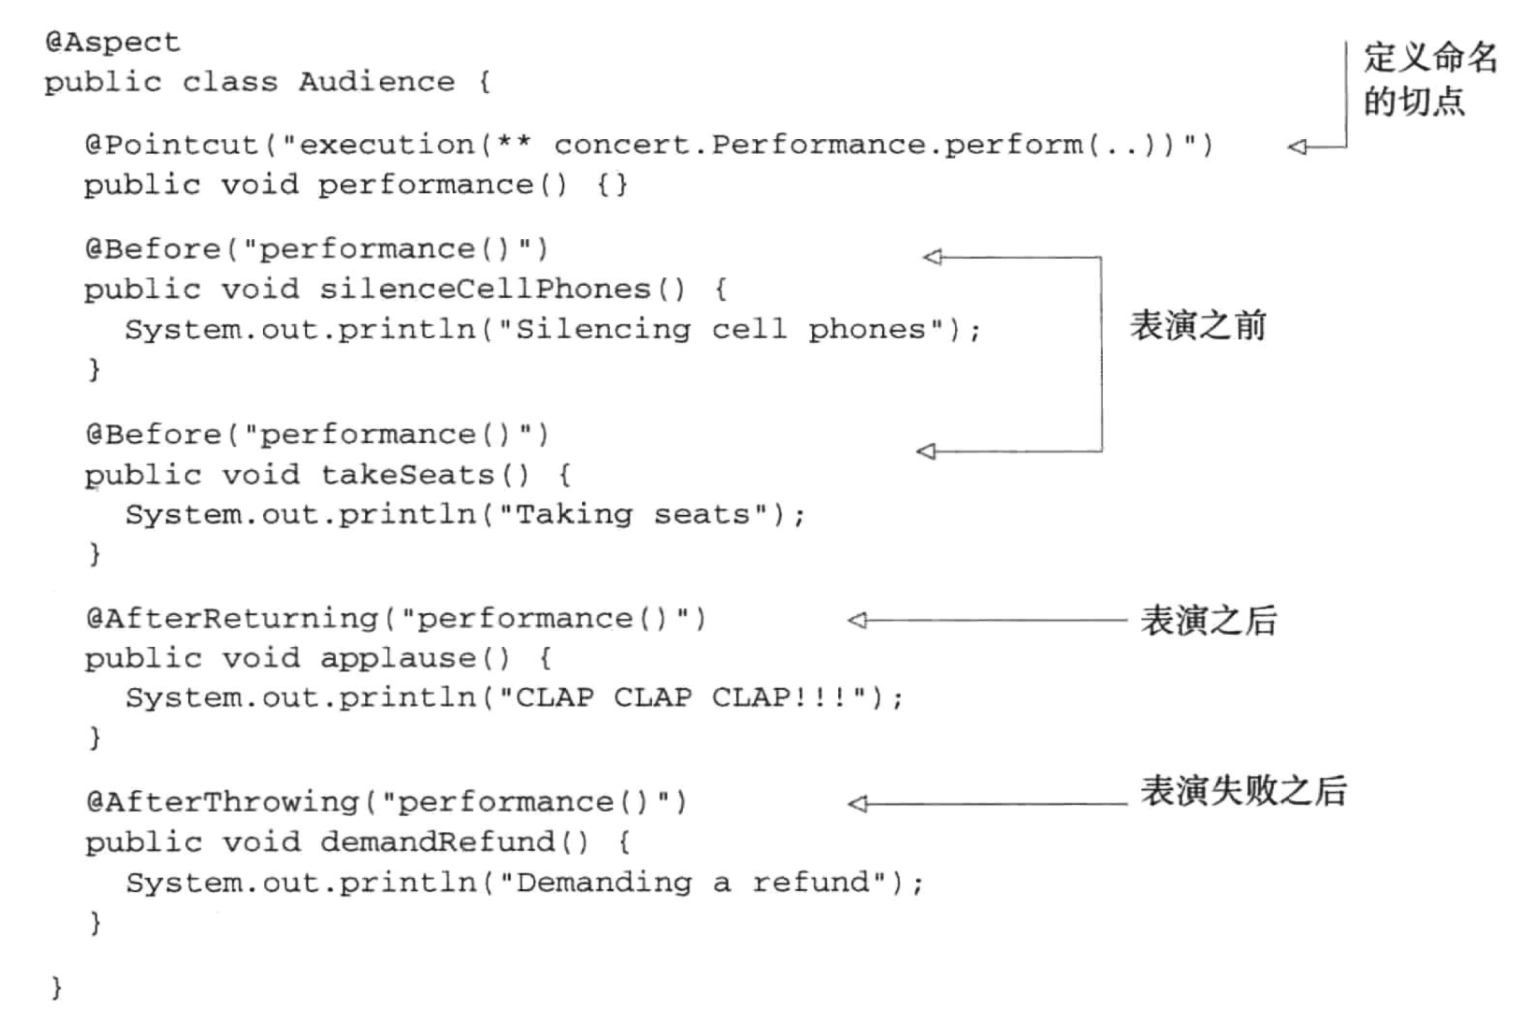 @Aspect
public class Audience {
定义命名
的切点
@Pointcut("execution(** concert.Performance.perform(..))")
public void performance() {}
@Before("performance()")
public void silenceCellPhones() {
System.out.println("Silencing cell phones");
}
表演之前
@Before("performance()")
public void takeSeats() {
System.out.println("Taking seats");
}
@AfterReturning("performance()")
表演之后
public void applause() {
System.out.println("CLAP CLAP CLAP!!!");
}
@AfterThrowing("performance()")
表演失败之后
public void demandRefund() {
System.out.println("Demanding a refund");
}
}